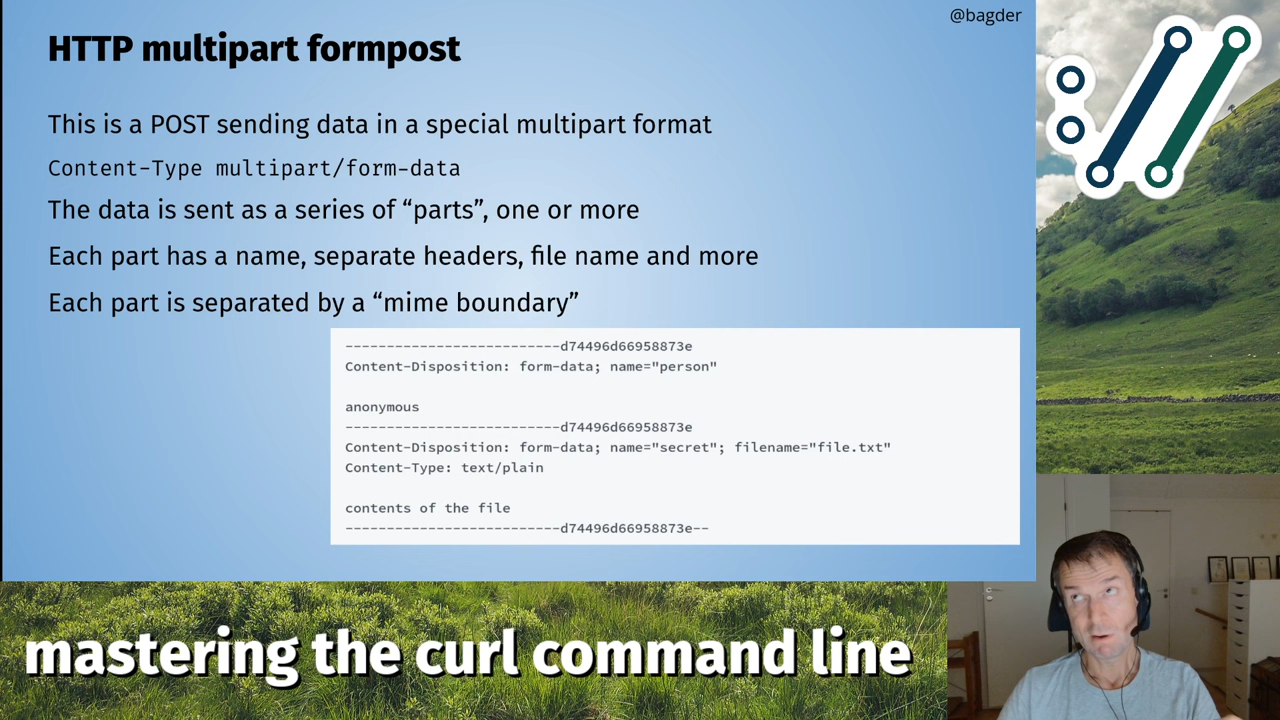 @bagder
HTTP multipart formpost
This is a POST sending data in a special multipart format
Content-Type multipart/form-data
The data is sent as a series of “parts”, one or more
Each part has a name, separate headers, file name and more
Each part is separated by a “mime boundary”
--------------------------d74496d66958873e
Content-Disposition: form-data; name="person"
anonymous
--------------------------d74496d66958873e
Content-Disposition: form-data; name="secret"; filename="file.txt"
Content-Type: text/plain
contents of the file
--------------------------d74496d66958873e--
mastering the curl command line